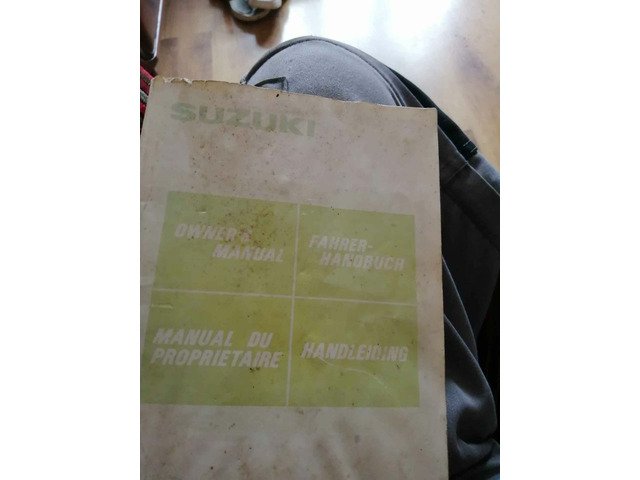 SUZUKI
OWNER'S
MANUAL
FAHRER-
HANDBUCH
MANUAL DU
PROPRIETAIRE
HANDLEIDING